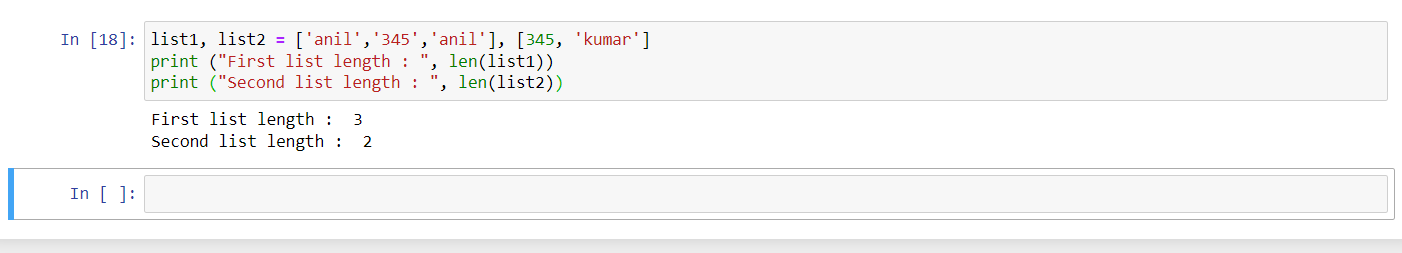 In [18]: list1, list2 = ['anil','345','anil'], [345, 'kumar']
print ("First list length : ", len(list1))
print ("Second list length : ", len(list2))
First list length :  3
Second list length :  2
In [ ]: